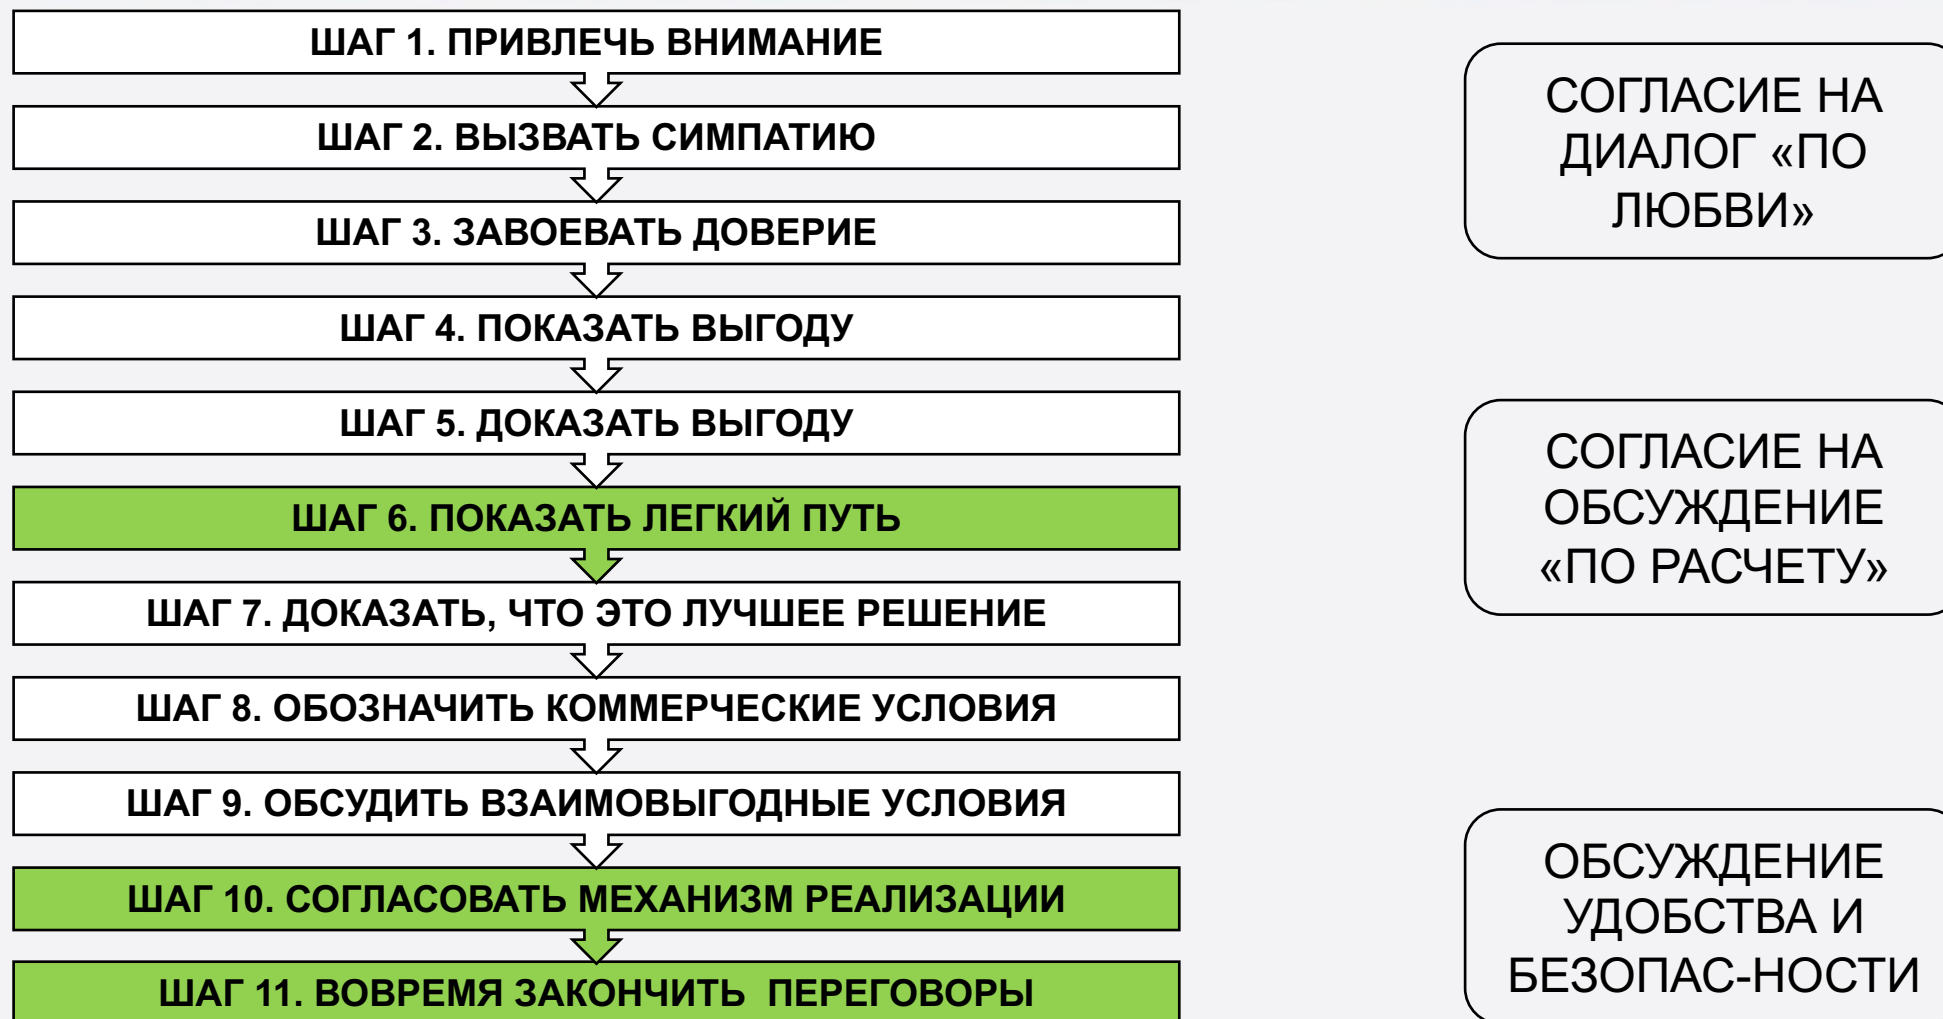 ШАГ 1. ПРИВЛЕЧЬ ВНИМАНИЕ
ШАГ 2. ВЫЗВАТЬ СИМПАТИЮ
ШАГ 3. ЗАВОЕВАТЬ ДОВЕРИЕ
ШАГ 4. ПОКАЗАТЬ ВЫГОДУ
ШАГ 5. ДОКАЗАТЬ ВЫГОДУ
ШАГ 6. ПОКАЗАТЬ ЛЕГКИЙ ПУТЬ
ШАГ 7. ДОКАЗАТЬ, ЧТО ЭТО ЛУЧШЕЕ РЕШЕНИЕ
ШАГ 8. ОБОЗНАЧИТЬ КОММЕРЧЕСКИЕ УСЛОВИЯ
ШАГ 9. ОБСУДИТЬ ВЗАИМОВЫГОДНЫЕ УСЛОВИЯ
ШАГ 10. СОГЛАСОВАТЬ МЕХАНИЗМ РЕАЛИЗАЦИИ
ШАГ 11. ВОВРЕМЯ ЗАКОНЧИТЬ ПЕРЕГОВОРЫ
СОГЛАСИЕ НА
ДИАЛОГ «ПО
ЛЮБВИ»
СОГЛАСИЕ НА
ОБСУЖДЕНИЕ
«ПО РАСЧЕТУ»
ОБСУЖДЕНИЕ
УДОБСТВА И
БЕЗОПАС-НОСТИ